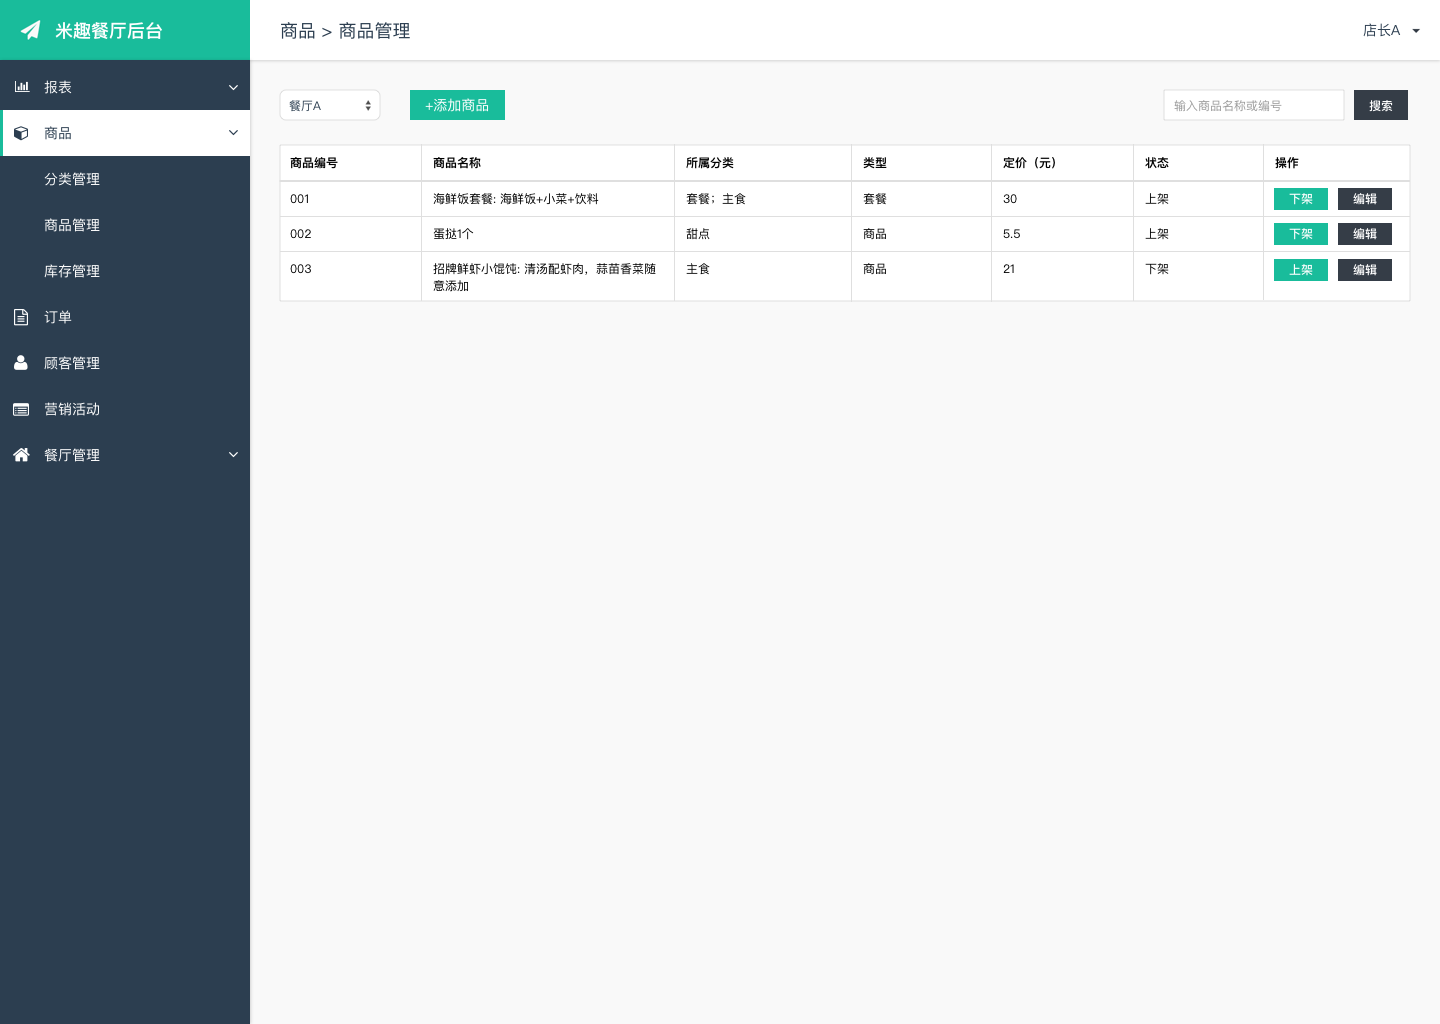 米趣餐厅后台
商品 > 商品管理
店长A
报表
商品
分类管理
商品管理
库存管理
订单
顾客管理
营销活动
餐厅管理
餐厅A
+添加商品
输入商品名称或编号
搜索
商品编号 商品名称 所属分类 类型 定价（元） 状态 操作
001 海鲜饭套餐: 海鲜饭+小菜+饮料 套餐；主食 套餐 30 上架 下架 编辑
002 蛋挞1个 甜点 商品 5.5 上架 下架 编辑
003 招牌鲜虾小馄饨: 清汤配虾肉，蒜苗香菜随 主食 商品 21 下架 上架 编辑
意添加